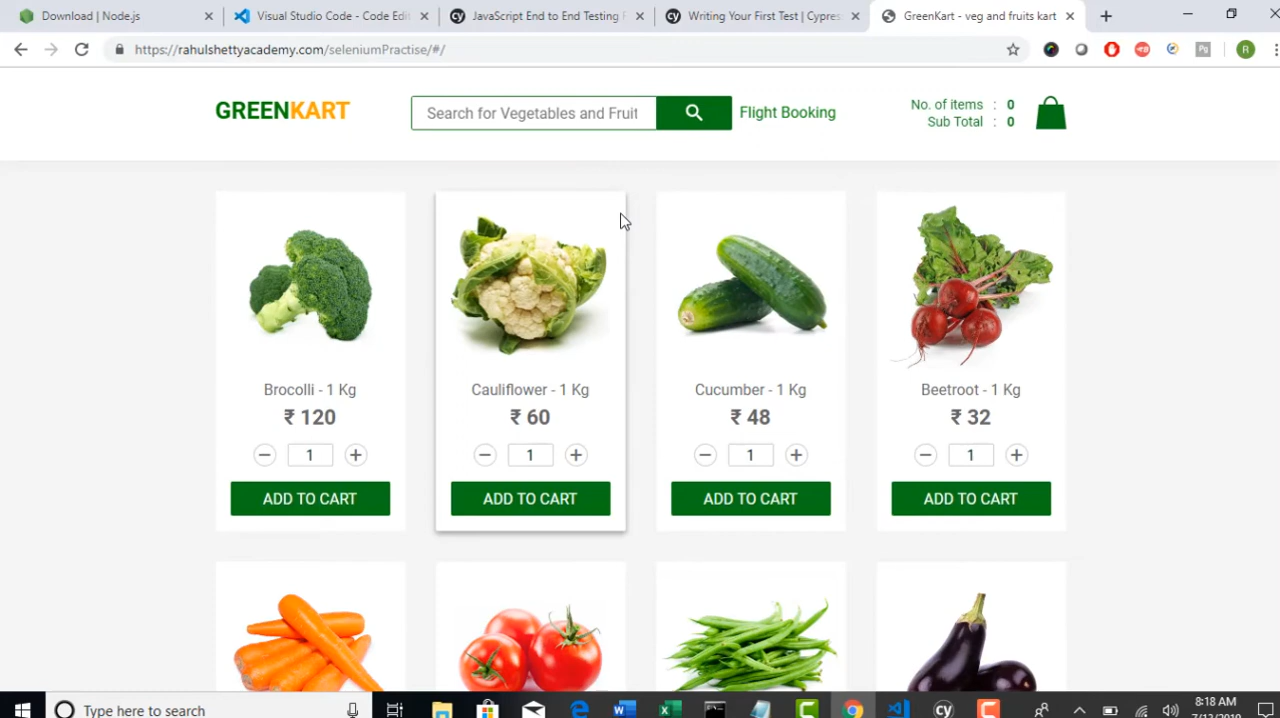 Download | Node.js
Visual Studio Code - Code Edit
JavaScript End to End Testing F
Writing Your First Test | Cypres
GreenKart - veg and fruits kart
https://rahulshettyacademy.com/seleniumPractise/#/
R
GREENKART
Search for Vegetables and Fruit
Flight Booking
No. of items : 0
Sub Total : 0
Brocolli - 1 Kg
Cauliflower - 1 Kg
Cucumber - 1 Kg
Beetroot - 1 Kg
₹ 120
₹ 60
₹ 48
₹ 32
1
1
1
1
ADD TO CART
ADD TO CART
ADD TO CART
ADD TO CART
Type here to search
8:18 AM